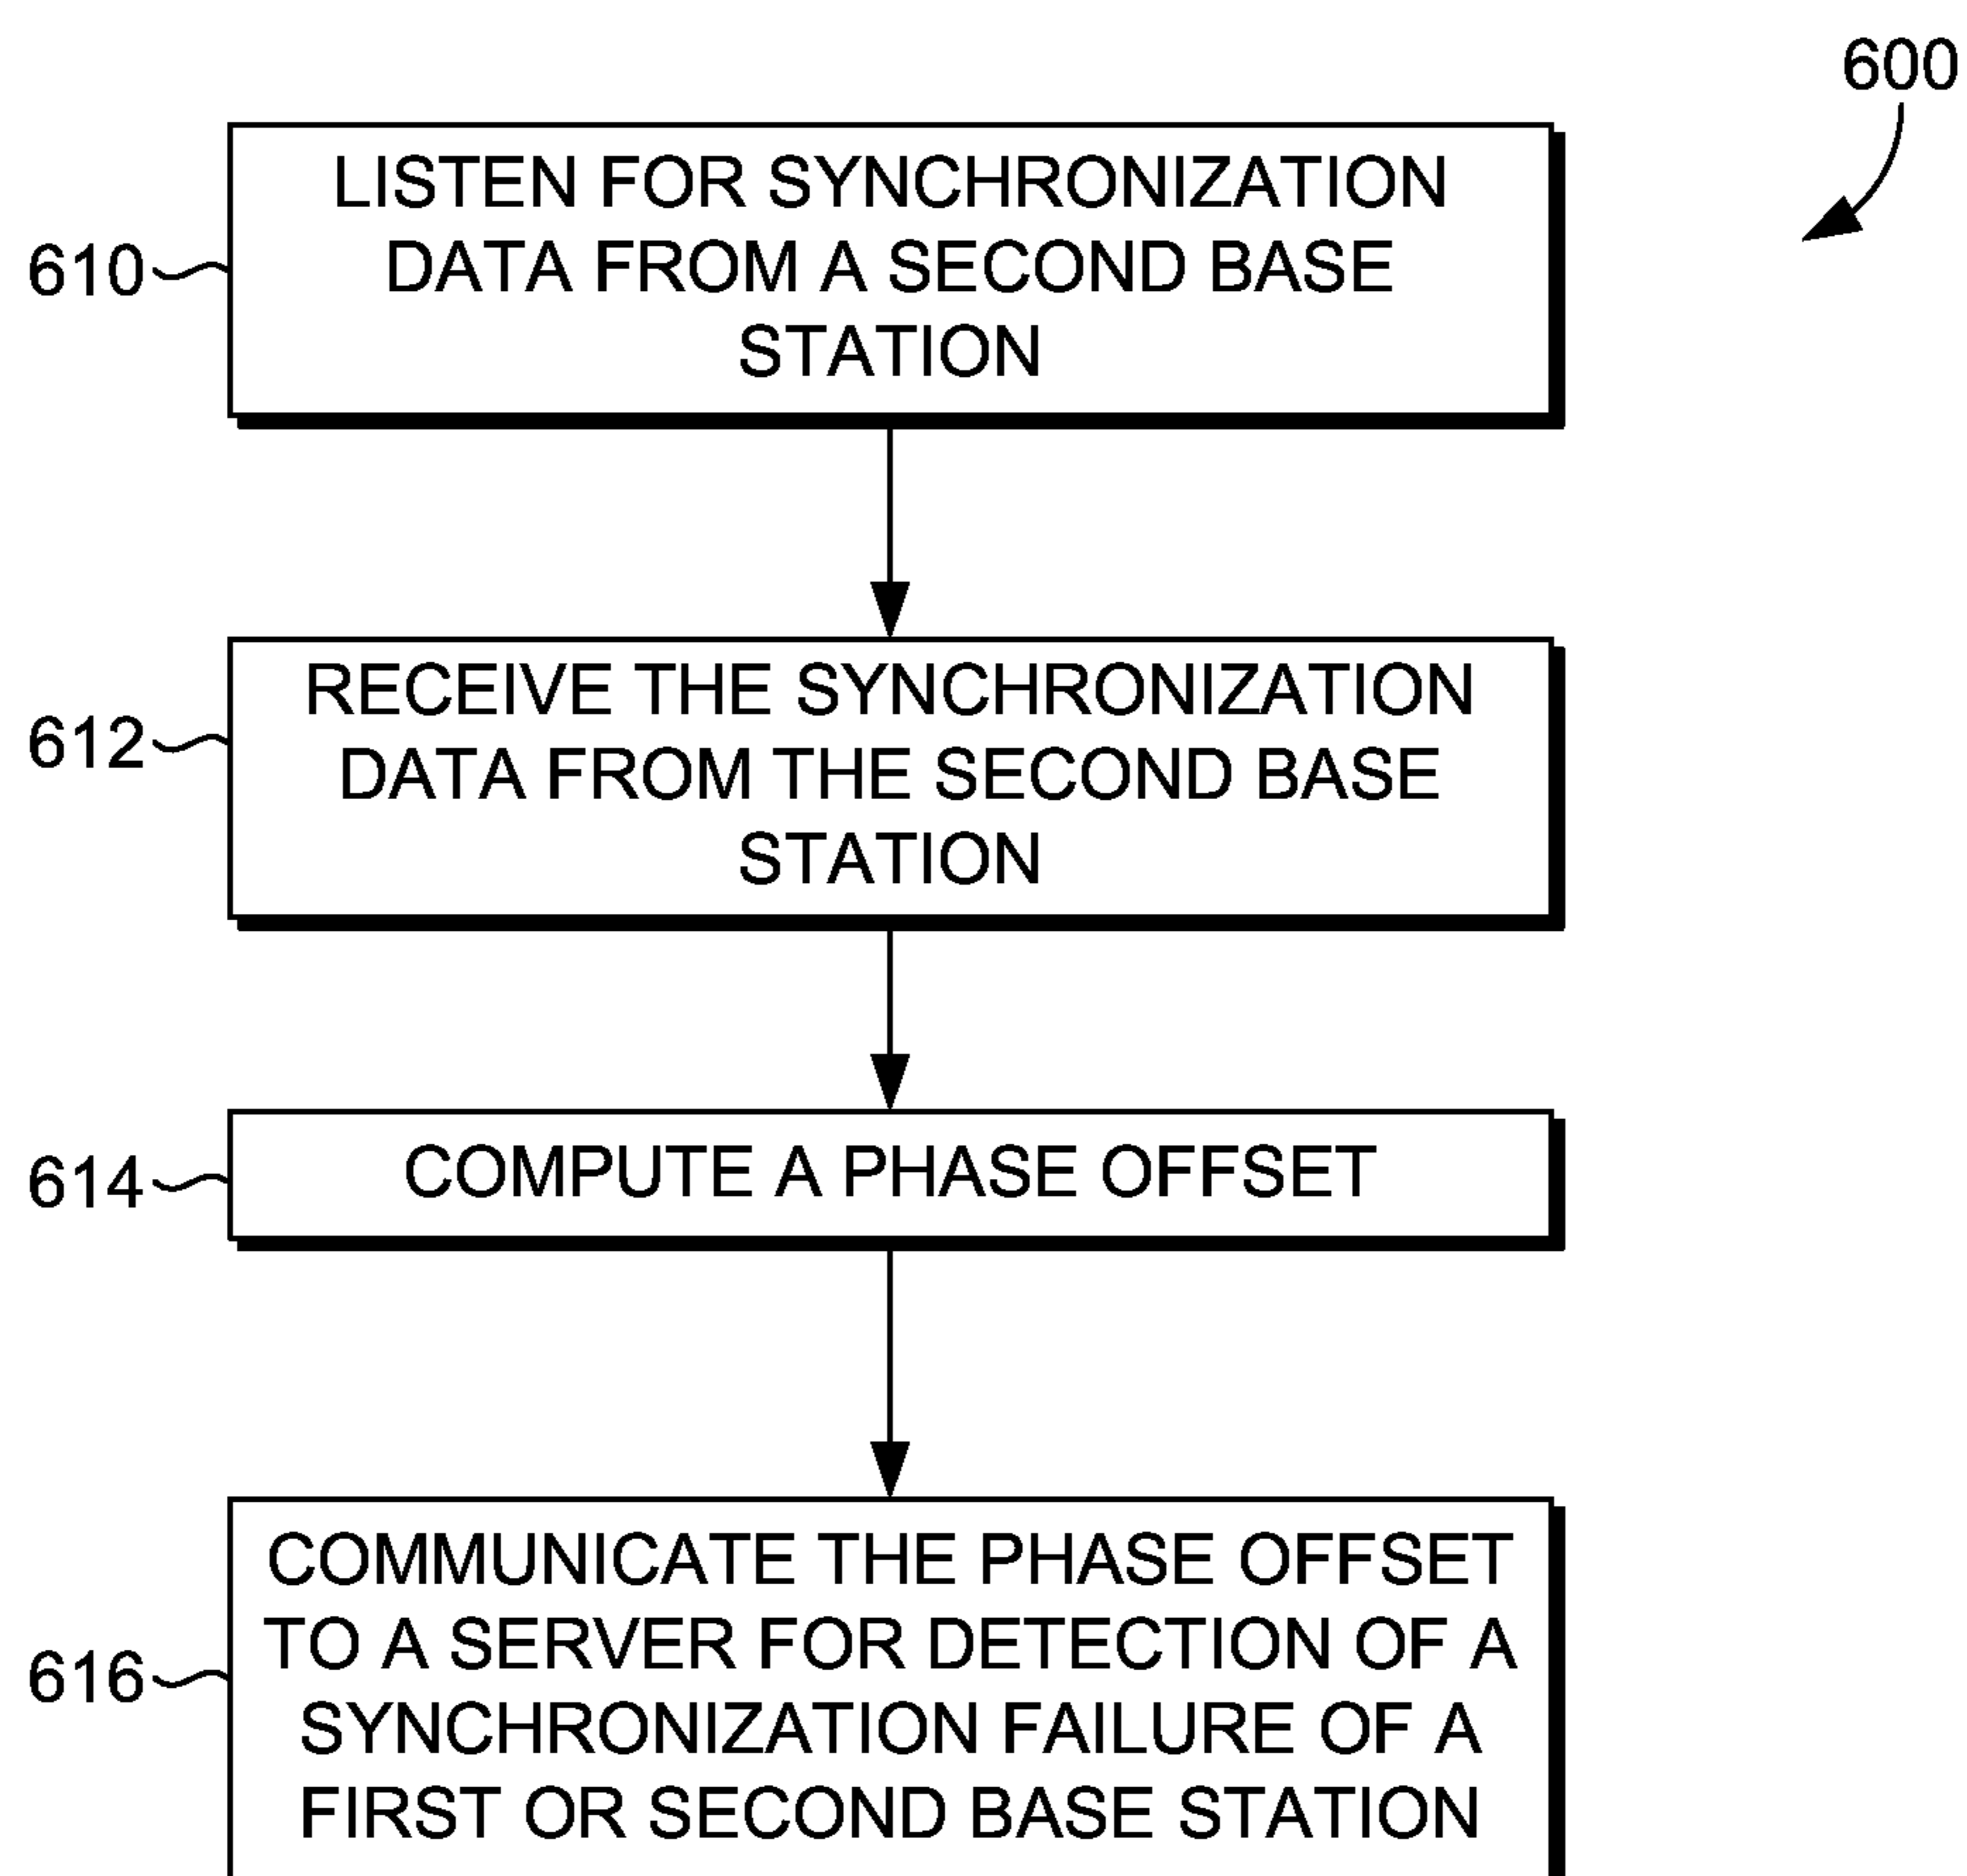 600
LISTEN FOR SYNCHRONIZATION
DATA FROM A SECOND BASE
STATION
610
RECEIVE THE SYNCHRONIZATION
DATA FROM THE SECOND BASE
STATION
612
COMPUTE A PHASE OFFSET
614
COMMUNICATE THE PHASE OFFSET
TO A SERVER FOR DETECTION OF A
SYNCHRONIZATION FAILURE OF A
FIRST OR SECOND BASE STATION
616